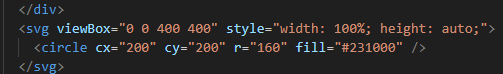 </div>
<svg viewBox="0 0 400 400" style="width: 100%; height: auto;">
<circle cx="200" cy="200" r="160" fill="#231000" />
</svg>